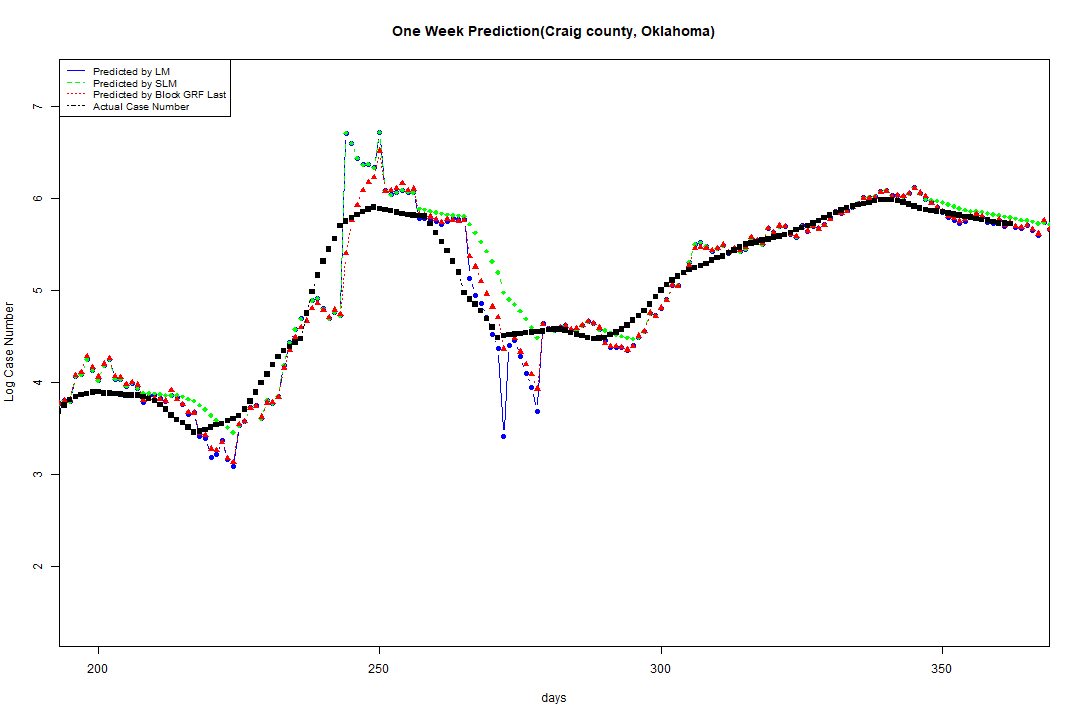 One Week Prediction(Craig county, Oklahoma)
Predicted by LM
Predicted by SLM
Predicted by Block GRF Last
Actual Case Number
7
6
5
4
3
2
Log Case Number
200
250
300
350
days